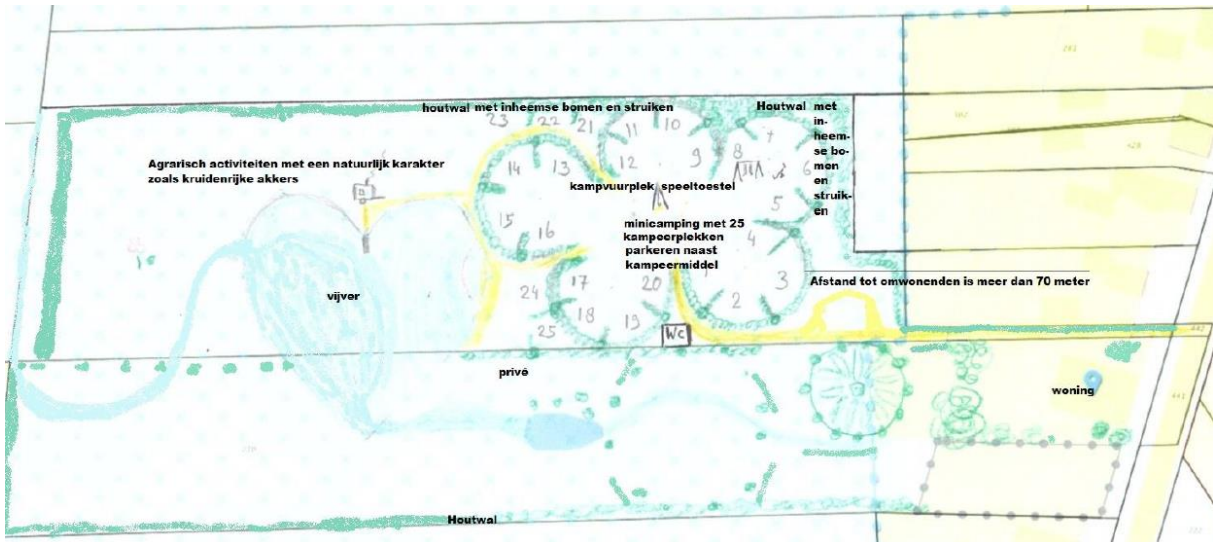 282
houtwal met inheemse bomen en struiken
Houtwal met
in-
heem-
se bo-
men
en
struik-
en
23 22 21 11 10 7
14 13 12 9 8 6
Agrarisch activiteiten met een natuurlijk karakter
zoals kruidenrijke akkers
kampvuurplek speeltoestel
15 16 5
minicamping met 25
kampeerplekken
parkeren naast
kampeermiddel
4
Afstand tot omwonenden is meer dan 70 meter
vijver
24 17 20 1 3
18 2
25 19
WC
privé
woning
Houtwal